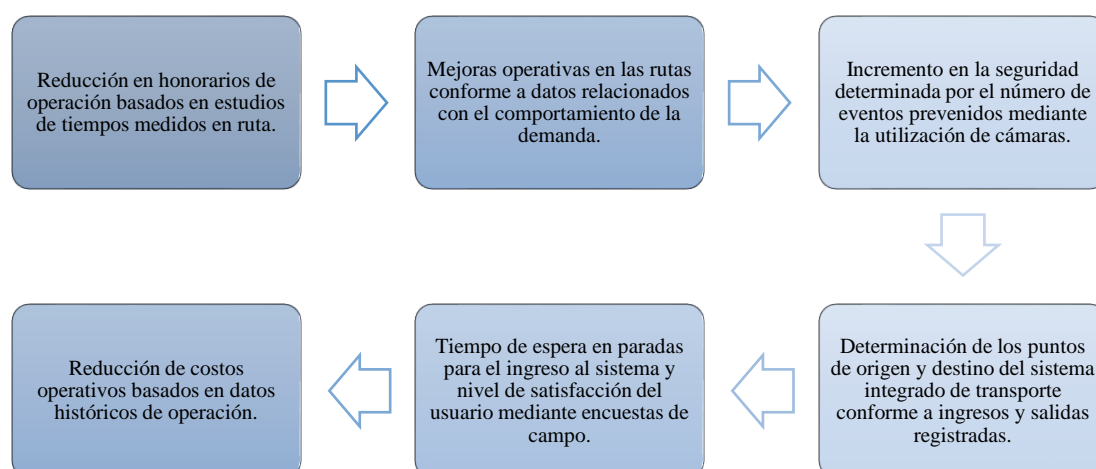 Reducción en honorarios de
operación basados en estudios
de tiempos medidos en ruta.
Mejoras operativas en las rutas
conforme a datos relacionados
con el comportamiento de la
demanda.
Incremento en la seguridad
determinada por el número de
eventos prevenidos mediante
la utilización de cámaras.
Determinación de los puntos
de origen y destino del sistema
integrado de transporte
conforme a ingresos y salidas
registradas.
Tiempo de espera en paradas
para el ingreso al sistema y
nivel de satisfacción del
usuario mediante encuestas de
campo.
Reducción de costos
operativos basados en datos
históricos de operación.